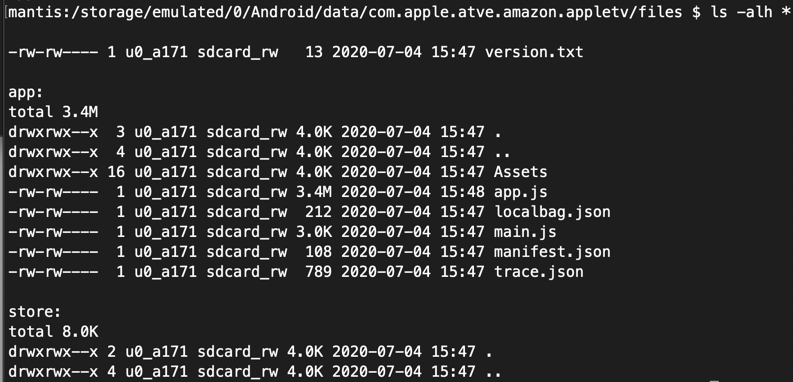 mantis:/storage/emulated/0/Android/data/com.apple.atve.amazon.appletv/files $ ls -alh *
-rw-rw---- 1 u0_a171 sdcard_rw   13 2020-07-04 15:47 version.txt
app:
total 3.4M
drwxrwx--x  3 u0_a171 sdcard_rw 4.0K 2020-07-04 15:47 .
drwxrwx--x  4 u0_a171 sdcard_rw 4.0K 2020-07-04 15:47 ..
drwxrwx--x 16 u0_a171 sdcard_rw 4.0K 2020-07-04 15:47 Assets
-rw-rw----  1 u0_a171 sdcard_rw 3.4M 2020-07-04 15:48 app.js
-rw-rw----  1 u0_a171 sdcard_rw  212 2020-07-04 15:47 localbag.json
-rw-rw----  1 u0_a171 sdcard_rw 3.0K 2020-07-04 15:47 main.js
-rw-rw----  1 u0_a171 sdcard_rw  108 2020-07-04 15:47 manifest.json
-rw-rw----  1 u0_a171 sdcard_rw  789 2020-07-04 15:47 trace.json
store:
total 8.0K
drwxrwx--x 2 u0_a171 sdcard_rw 4.0K 2020-07-04 15:47 .
drwxrwx--x 4 u0_a171 sdcard_rw 4.0K 2020-07-04 15:47 ..